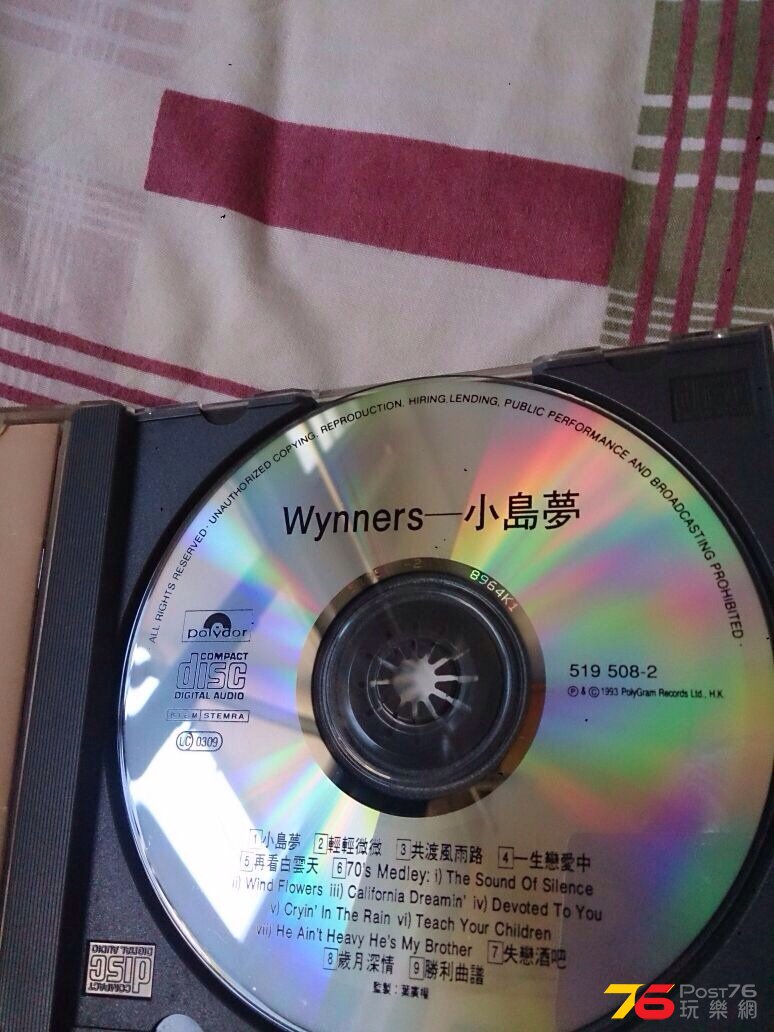 ALL RIGHTS RESERVED · UNAUTHORIZED COPYING, REPRODUCTION, HIRING, LENDING, PUBLIC PERFORMANCE AND BROADCASTING PROHIBITED ·
Wynners—小島夢
8964K1
polydor
COMPACT
disc
DIGITAL AUDIO
STEMRA
LC 0309
519 508-2
℗ & © 1993 PolyGram Records Ltd., H.K.
1 小島夢 2 輕輕微微 3 共渡風雨路 4 一生戀愛中
5 再看白雲天 6 70's Medley: i) The Sound Of Silence
ii) Wind Flowers iii) California Dreamin' iv) Devoted To You
v) Cryin' In The Rain vi) Teach Your Children
vii) He Ain't Heavy He's My Brother 7 失戀酒吧
8 歲月深情 9 勝利曲譜
監製：葉廣權
COMPACT
disc
DIGITAL AUDIO
76 Post76
玩樂網